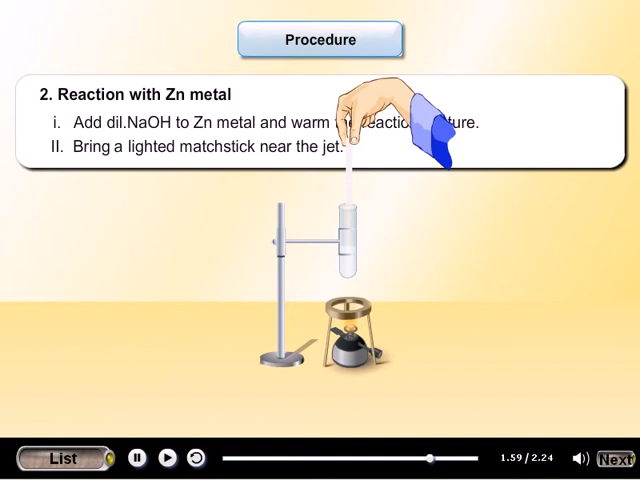 Procedure
2. Reaction with Zn metal
i. Add dil.NaOH to Zn metal and warm
II. Bring a lighted matchstick near the jet.
List
1.59 / 2.24
Next